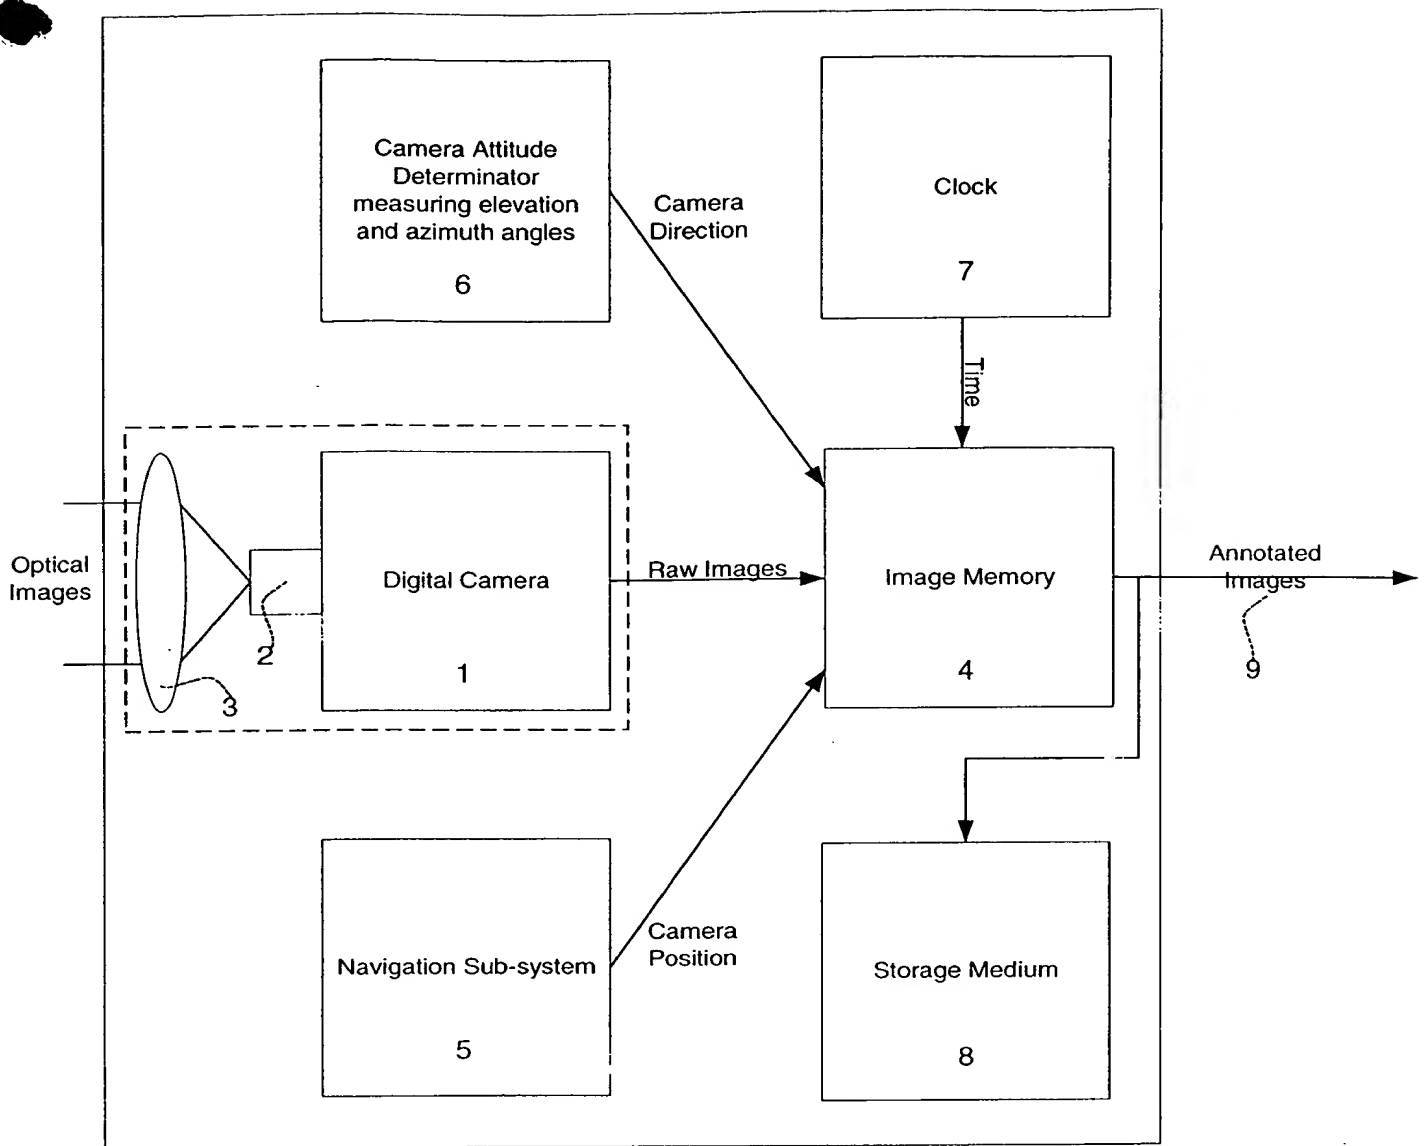 Camera Attitude
Determinator
measuring elevation
and azimuth angles
6
Camera
Direction
Clock
7
Time
Optical
Images
3
2
Digital Camera
1
Raw Images
Image Memory
4
Annotated
Images
9
Navigation Sub-system
5
Camera
Position
Storage Medium
8